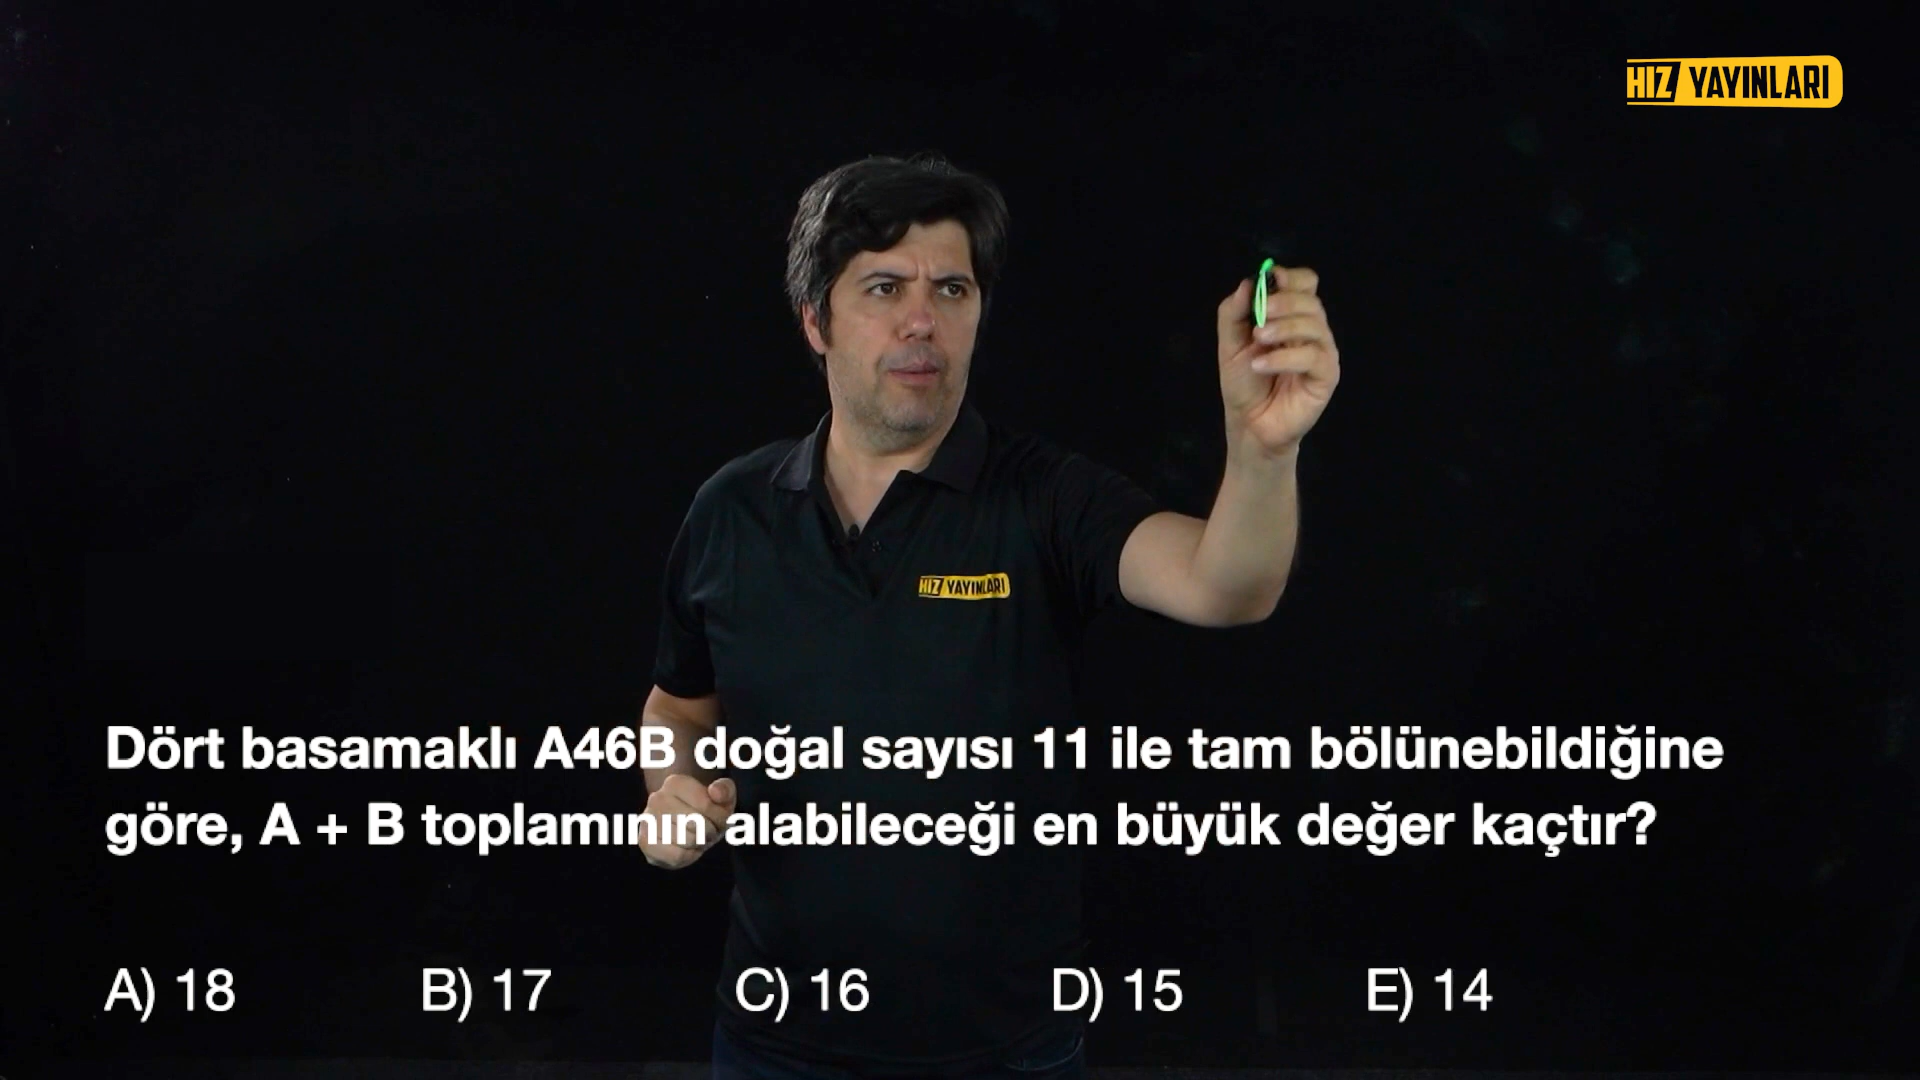 HIZ YAYINLARI
HIZ YAYINLARI
Dört basamaklı A46B doğal sayısı 11 ile tam bölünebildiğine
göre, A + B toplamının alabileceği en büyük değer kaçtır?
A) 18 B) 17 C) 16 D) 15 E) 14